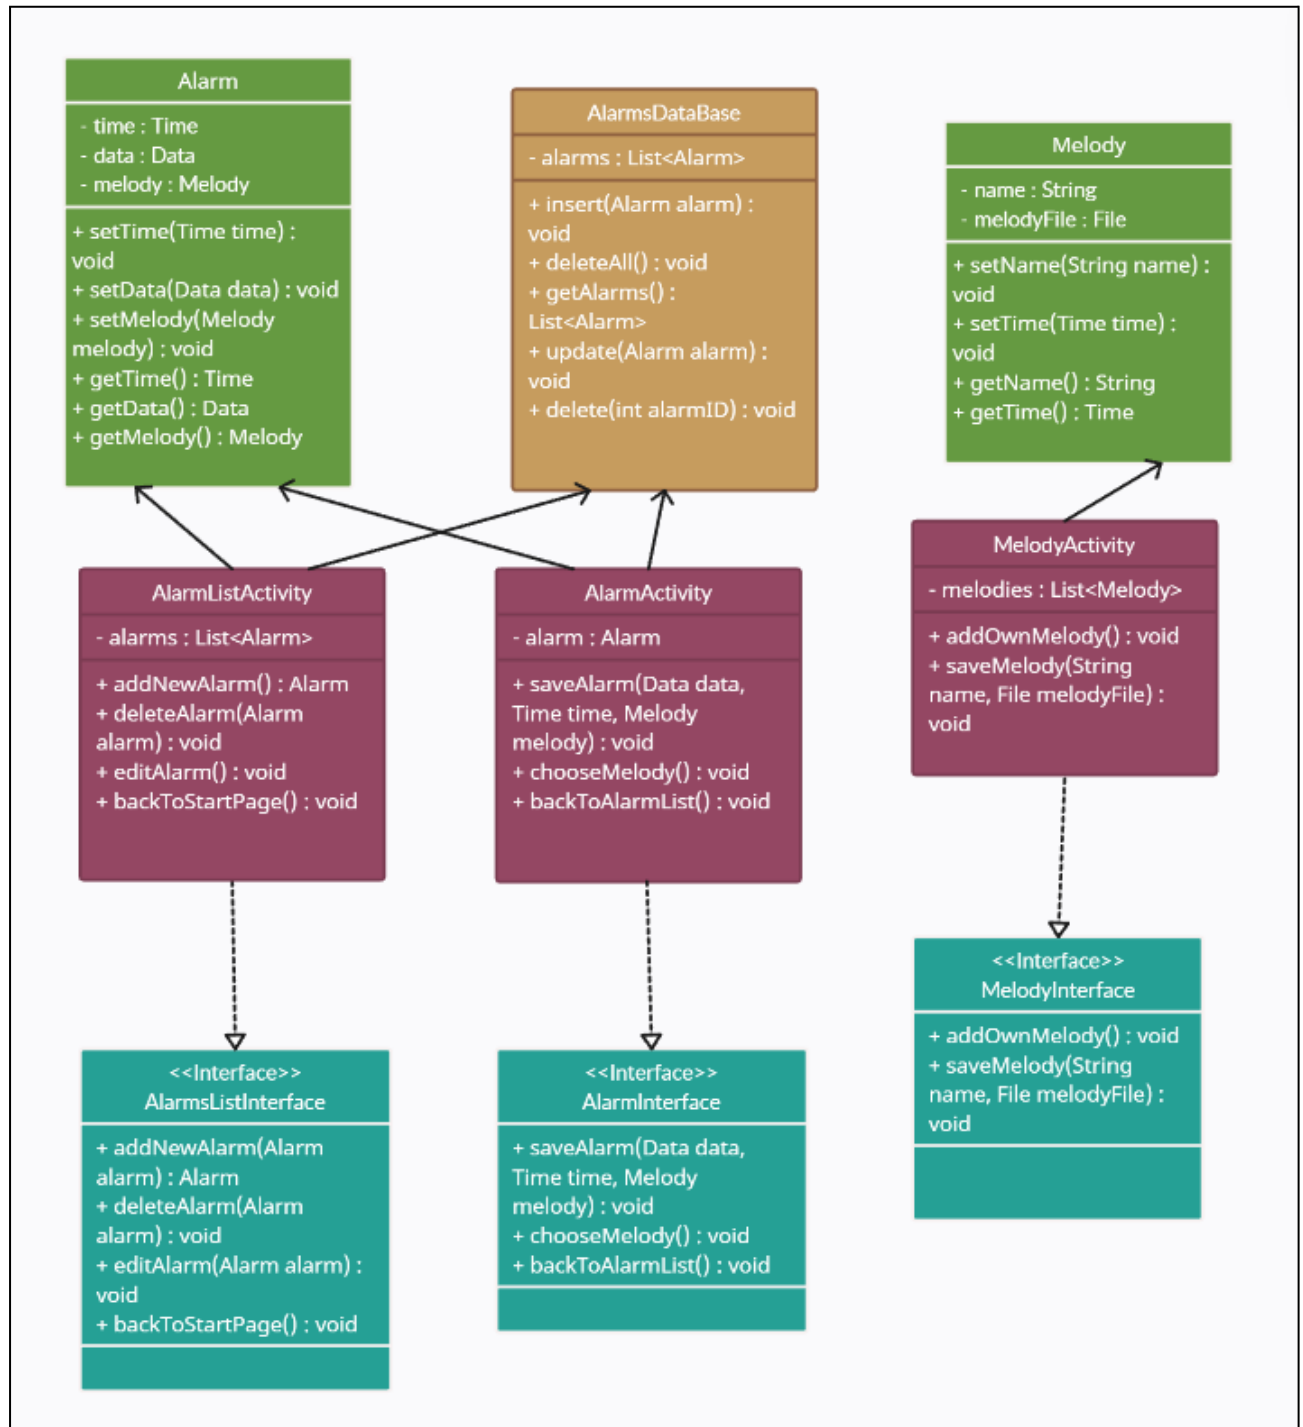 Alarm
- time : Time
- data : Data
- melody : Melody
+ setTime(Time time) :
void
+ setData(Data data) : void
+ setMelody(Melody
melody) : void
+ getTime() : Time
+ getData() : Data
+ getMelody() : Melody
AlarmsDataBase
- alarms : List<Alarm>
+ insert(Alarm alarm) :
void
+ deleteAll() : void
+ getAlarms() :
List<Alarm>
+ update(Alarm alarm) :
void
+ delete(int alarmID) : void
Melody
- name : String
- melodyFile : File
+ setName(String name) :
void
+ setTime(Time time) :
void
+ getName() : String
+ getTime() : Time
AlarmListActivity
- alarms : List<Alarm>
+ addNewAlarm() : Alarm
+ deleteAlarm(Alarm
alarm) : void
+ editAlarm() : void
+ backToStartPage() : void
AlarmActivity
- alarm : Alarm
+ saveAlarm(Data data,
Time time, Melody
melody) : void
+ chooseMelody() : void
+ backToAlarmList() : void
MelodyActivity
- melodies : List<Melody>
+ addOwnMelody() : void
+ saveMelody(String
name, File melodyFile) :
void
<<Interface>>
AlarmsListInterface
+ addNewAlarm(Alarm
alarm) : Alarm
+ deleteAlarm(Alarm
alarm) : void
+ editAlarm(Alarm alarm) :
void
+ backToStartPage() : void
<<Interface>>
AlarmInterface
+ saveAlarm(Data data,
Time time, Melody
melody) : void
+ chooseMelody() : void
+ backToAlarmList() : void
<<Interface>>
MelodyInterface
+ addOwnMelody() : void
+ saveMelody(String
name, File melodyFile) :
void